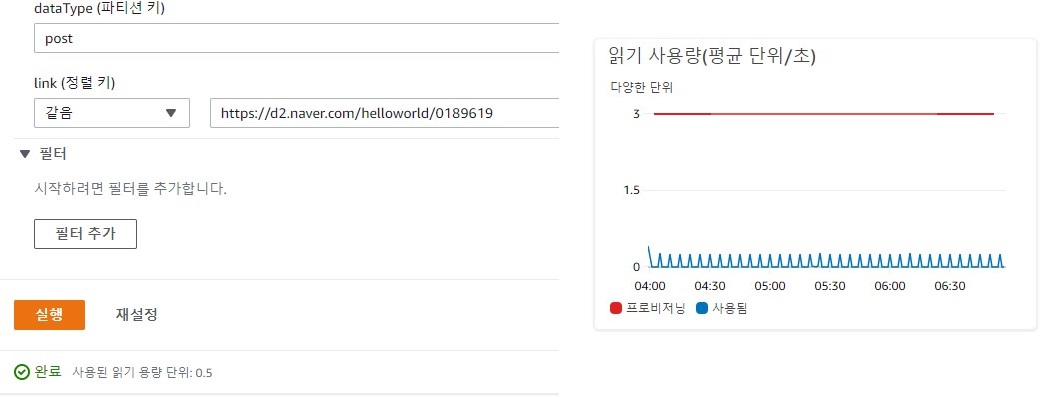 dataType (파티션 키)
post
link (정렬 키)
같음
https://d2.naver.com/helloworld/0189619
필터
시작하려면 필터를 추가합니다.
필터 추가
실행
재설정
완료
사용된 읽기 용량 단위: 0.5
읽기 사용량(평균 단위/초)
다양한 단위
3
1.5
0
04:00 04:30 05:00 05:30 06:00 06:30
프로비저닝 사용됨